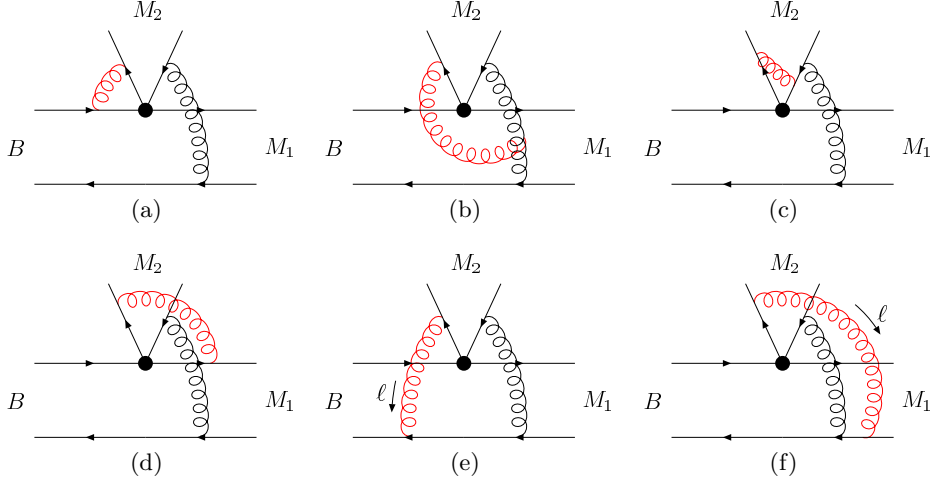 M₂ M₂ M₂
B M₁ B M₁ B M₁
(a) (b) (c)
M₂ M₂ M₂
ℓ
B M₁ B ℓ M₁ B M₁
(d) (e) (f)